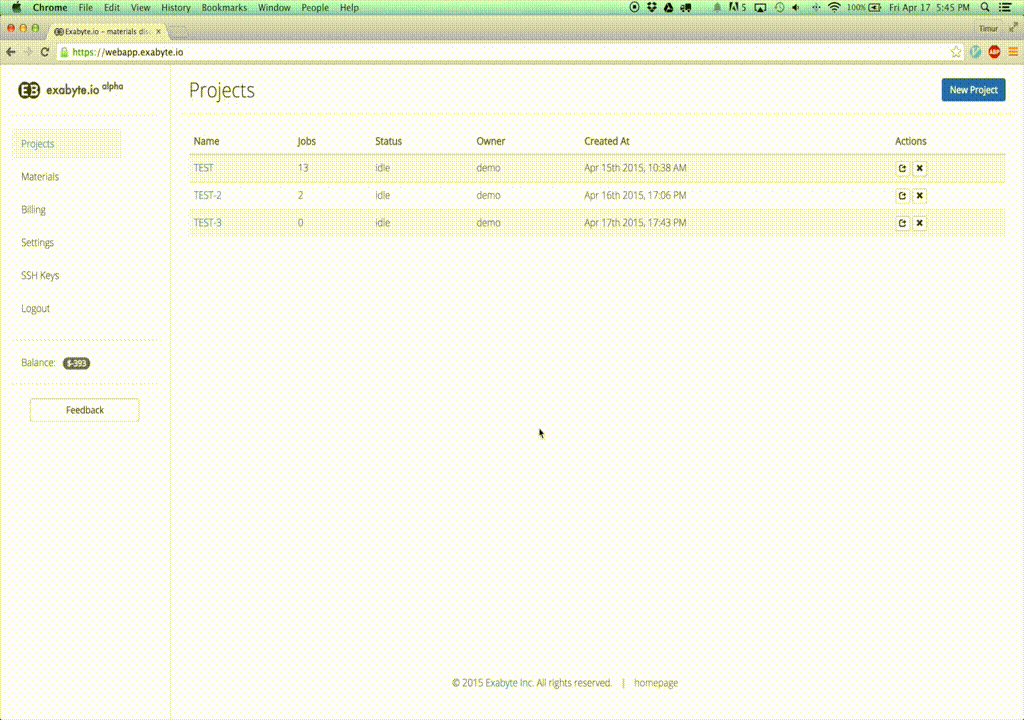 Chrome File Edit View History Bookmarks Window People Help 5 100% Fri Apr 17 5:45 PM
Exabyte.io – materials dis × Timur
https://webapp.exabyte.io ABP
EB exabyte.io alpha
Projects
Materials
Billing
Settings
SSH Keys
Logout
Balance: $-393
Feedback
Projects New Project
Name Jobs Status Owner Created At Actions
TEST 13 idle demo Apr 15th 2015, 10:38 AM
TEST-2 2 idle demo Apr 16th 2015, 17:06 PM
TEST-3 0 idle demo Apr 17th 2015, 17:43 PM
© 2015 Exabyte Inc. All rights reserved. | homepage